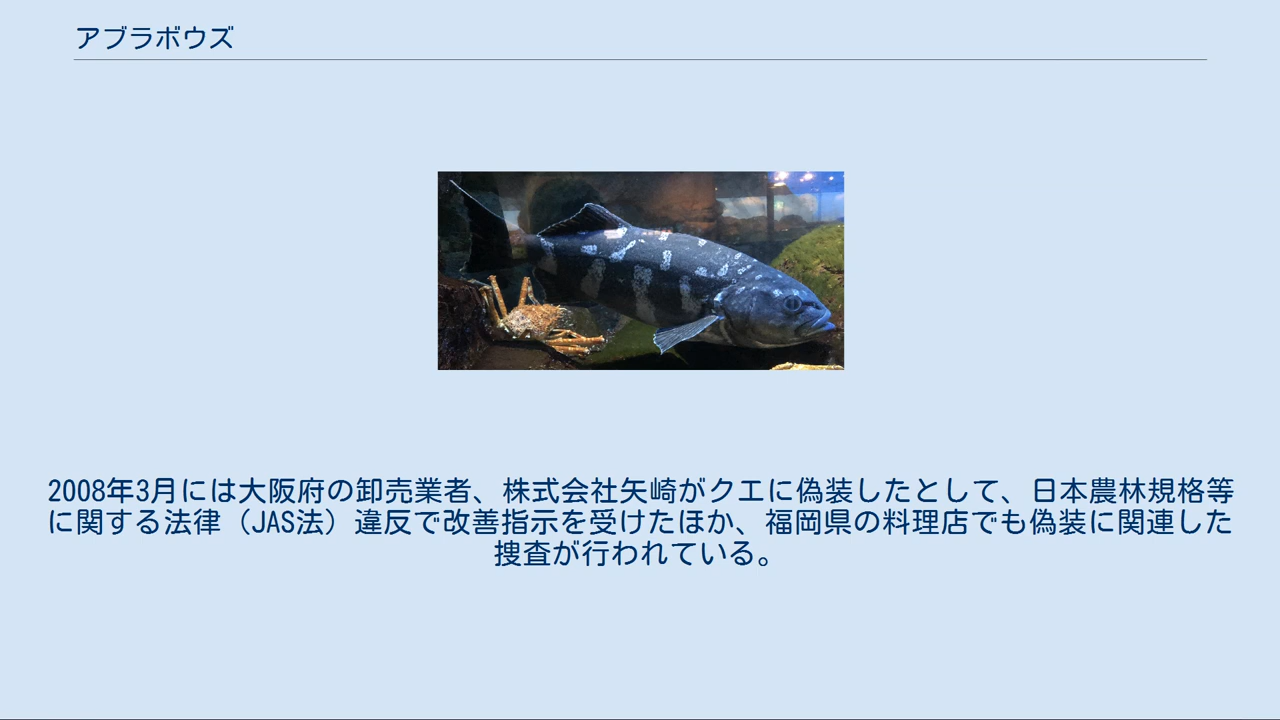 アブラボウズ
2008年3月には大阪府の卸売業者、株式会社矢崎がクエに偽装したとして、日本農林規格等
に関する法律（JAS法）違反で改善指示を受けたほか、福岡県の料理店でも偽装に関連した
捜査が行われている。